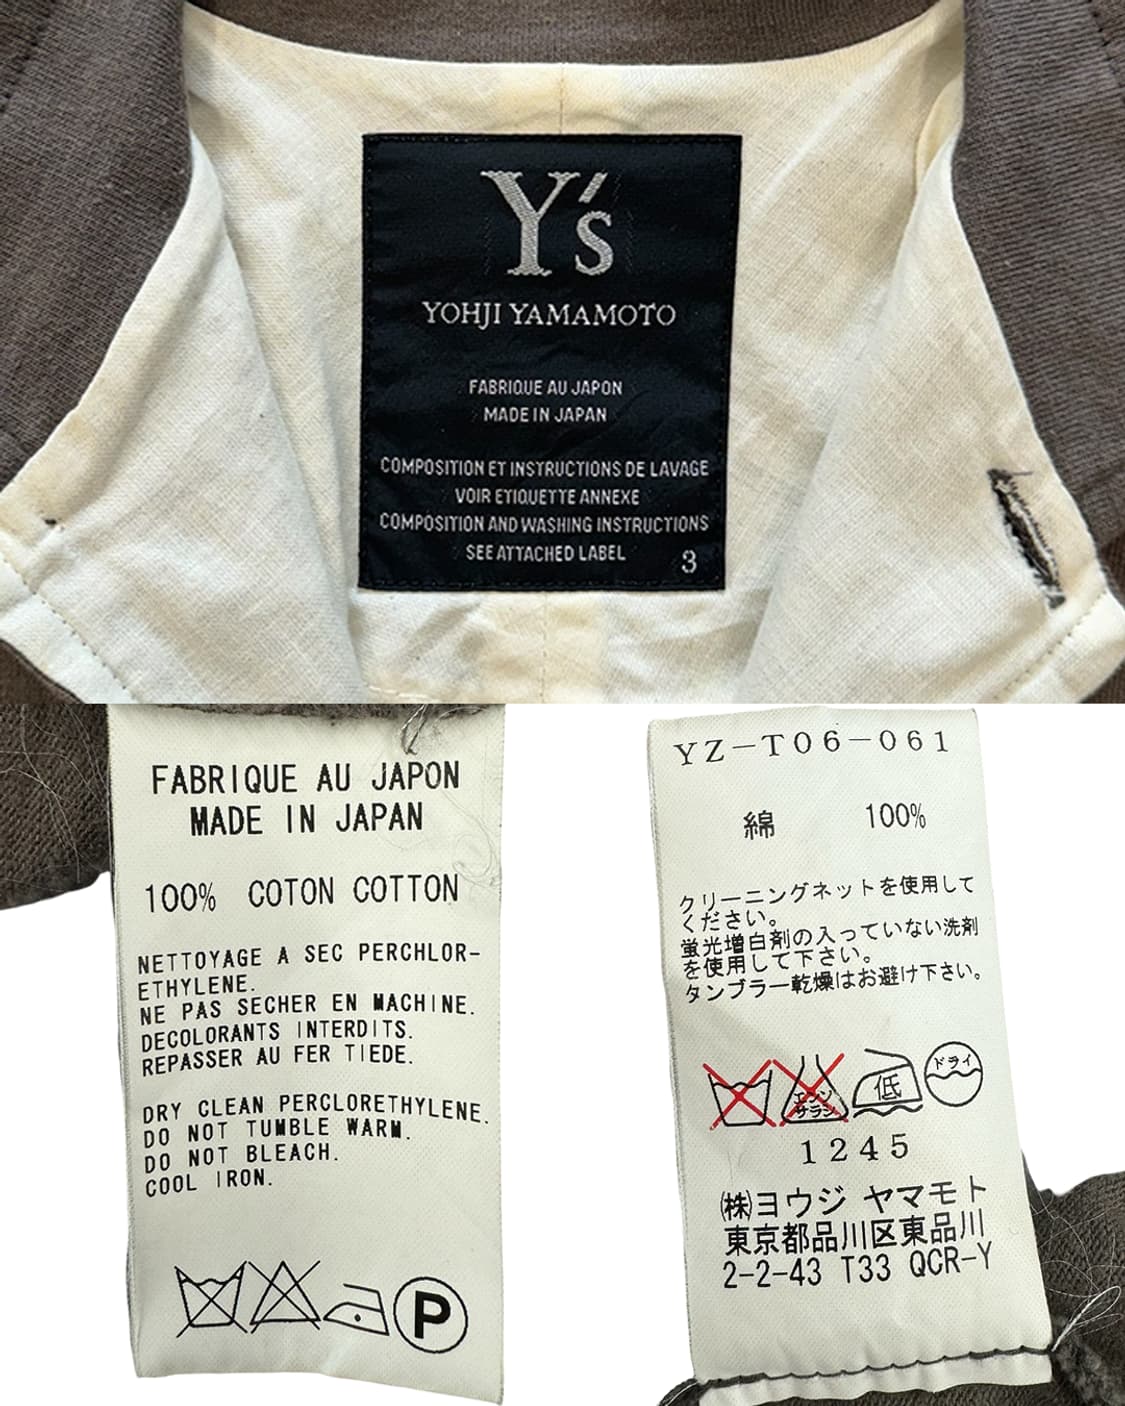 Y's
YOHJI YAMAMOTO
FABRIQUE AU JAPON
MADE IN JAPAN
COMPOSITION ET INSTRUCTIONS DE LAVAGE
VOIR ETIQUETTE ANNEXE
COMPOSITION AND WASHING INSTRUCTIONS
SEE ATTACHED LABEL
3
FABRIQUE AU JAPON
MADE IN JAPAN
100% COTON COTTON
NETTOYAGE A SEC PERCHLOR-
ETHYLENE.
NE PAS SECHER EN MACHINE.
DECOLORANTS INTERDITS.
REPASSER AU FER TIEDE.
DRY CLEAN PERCLORETHYLENE.
DO NOT TUMBLE WARM.
DO NOT BLEACH.
COOL IRON.
P
YZ-T06-061
綿 100%
クリーニングネットを使用して
ください。
蛍光増白剤の入っていない洗剤
を使用して下さい。
タンブラー乾燥はお避け下さい。
エンソ
サラシ
低
ドライ
1245
(株)ヨウジ ヤマモト
東京都品川区東品川
2-2-43 T33 QCR-Y